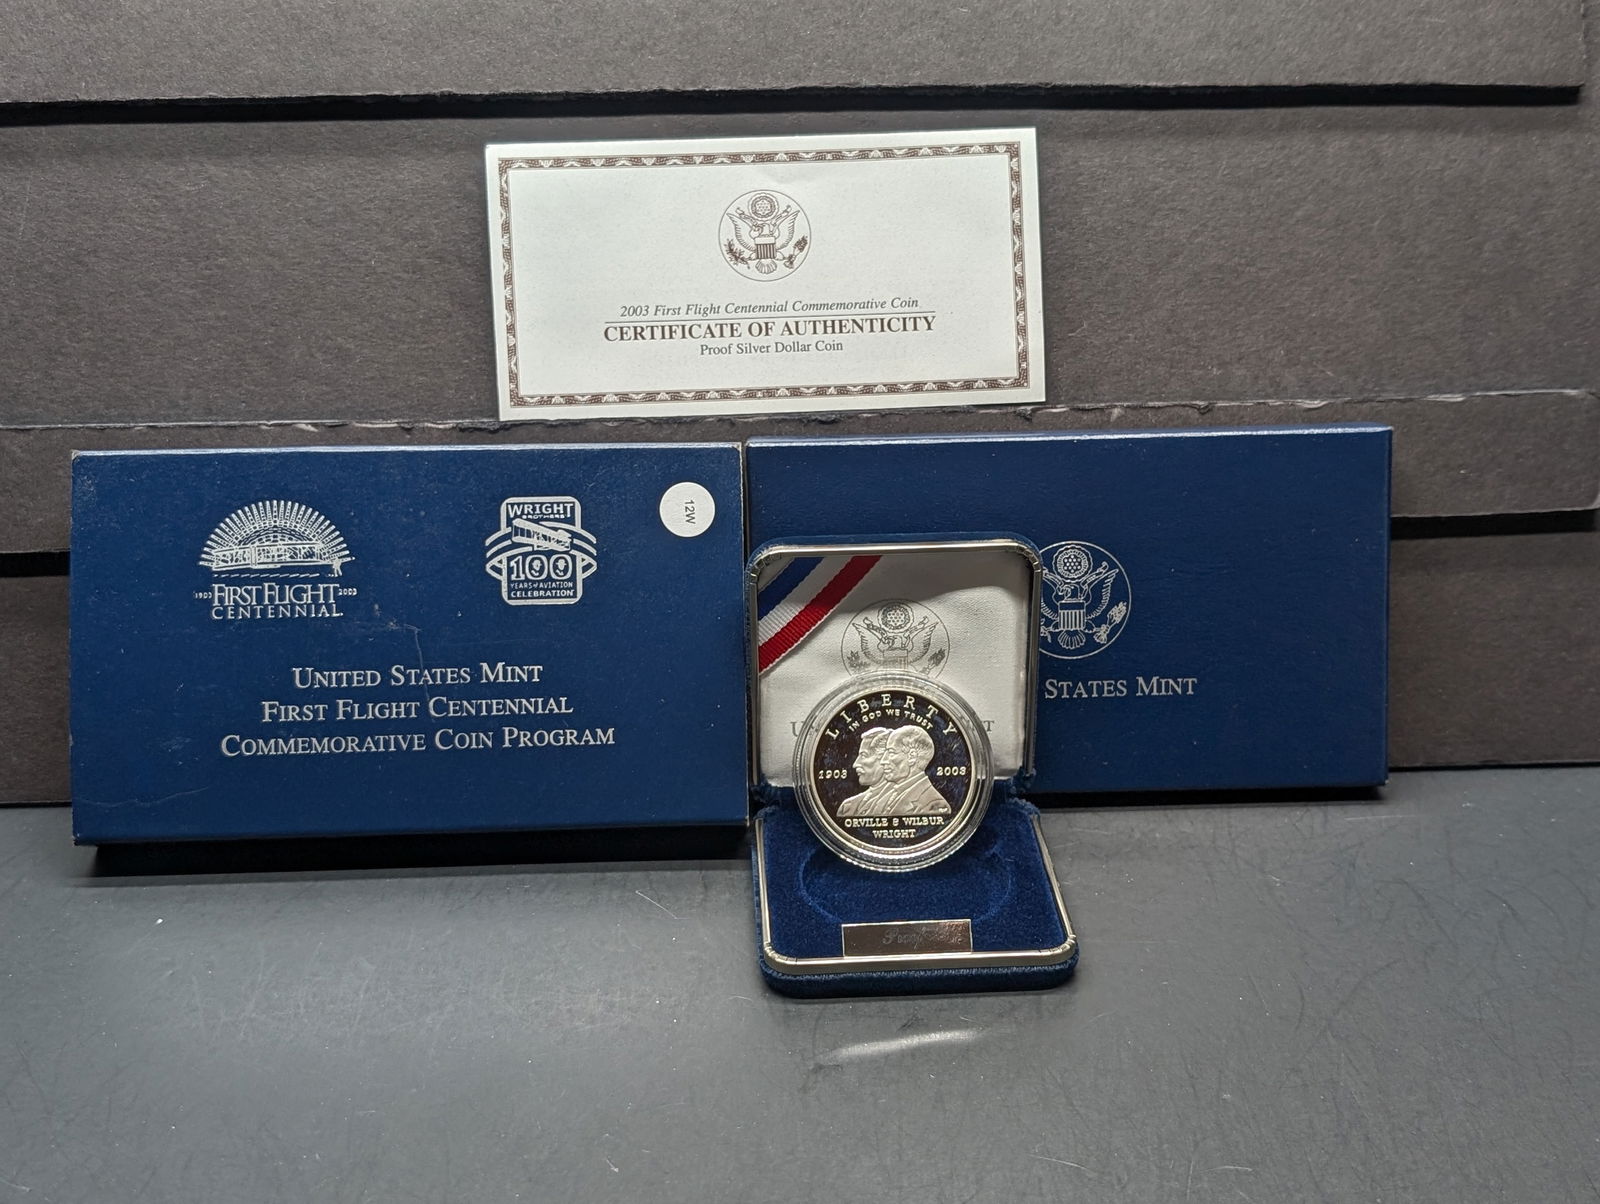 2003 First Flight Centennial Commemorative Coin
CERTIFICATE OF AUTHENTICITY
Proof Silver Dollar Coin
1903 FIRST FLIGHT 2003
CENTENNIAL
WRIGHT
BROTHERS
100
YEARS of AVIATION
CELEBRATION
12W
UNITED STATES MINT
FIRST FLIGHT CENTENNIAL
COMMEMORATIVE COIN PROGRAM
STATES MINT
LIBERTY
IN GOD WE TRUST
1903 2003
ORVILLE & WILBUR
WRIGHT